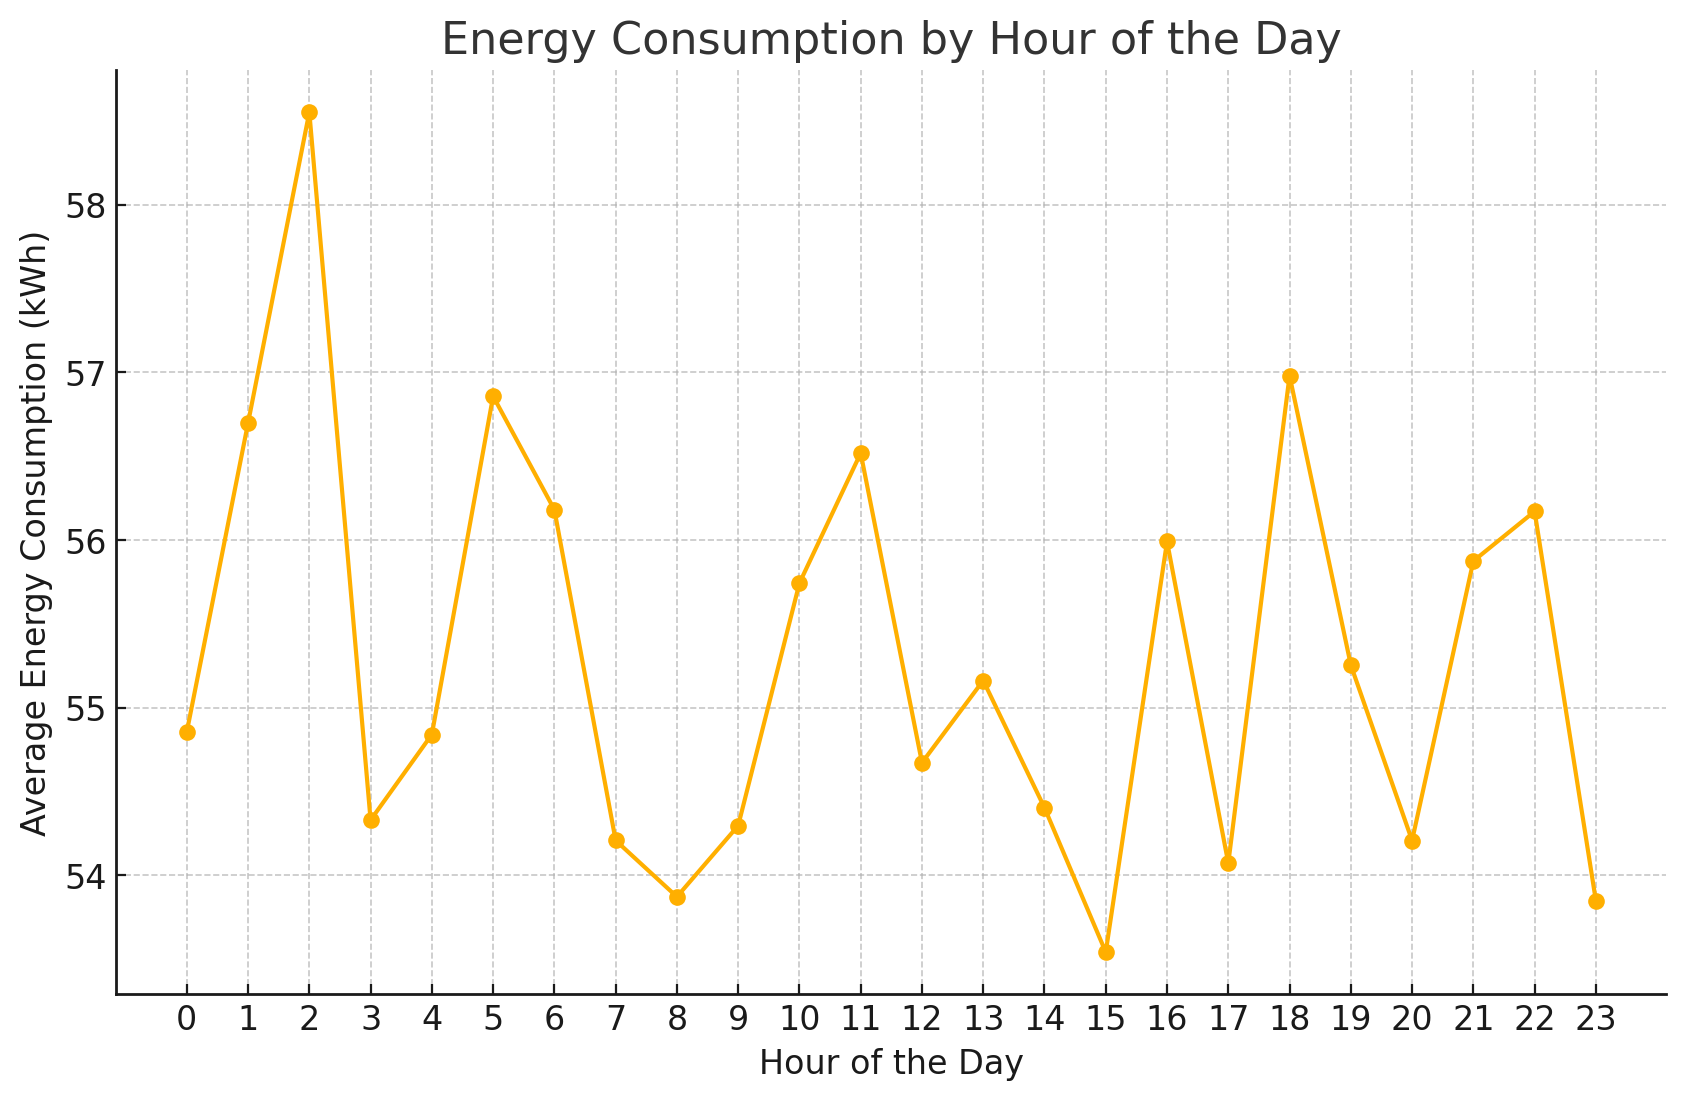 Energy Consumption by Hour of the Day
Average Energy Consumption (kWh)
58
57
56
55
54
0 1 2 3 4 5 6 7 8 9 10 11 12 13 14 15 16 17 18 19 20 21 22 23
Hour of the Day